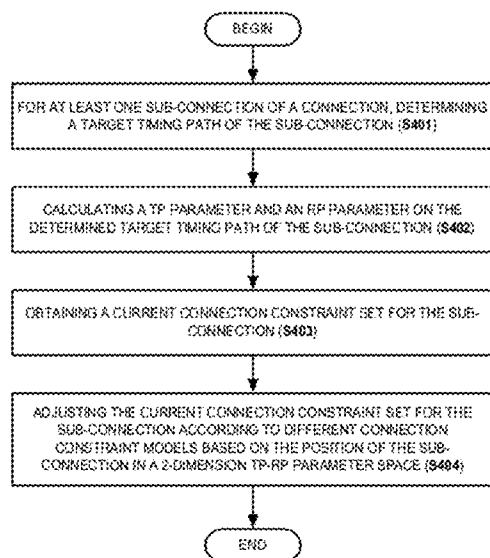 BEGIN
FOR AT LEAST ONE SUB-CONNECTION OF A CONNECTION, DETERMINING
A TARGET TIMING PATH OF THE SUB-CONNECTION (S401)
CALCULATING A TP PARAMETER AND AN RP PARAMETER ON THE
DETERMINED TARGET TIMING PATH OF THE SUB-CONNECTION (S402)
OBTAINING A CURRENT CONNECTION CONSTRAINT SET FOR THE SUB-
CONNECTION (S403)
ADJUSTING THE CURRENT CONNECTION CONSTRAINT SET FOR THE
SUB-CONNECTION ACCORDING TO DIFFERENT CONNECTION
CONSTRAINT MODELS BASED ON THE POSITION OF THE SUB-
CONNECTION IN A 2-DIMENSION TP-RP PARAMETER SPACE (S404)
END